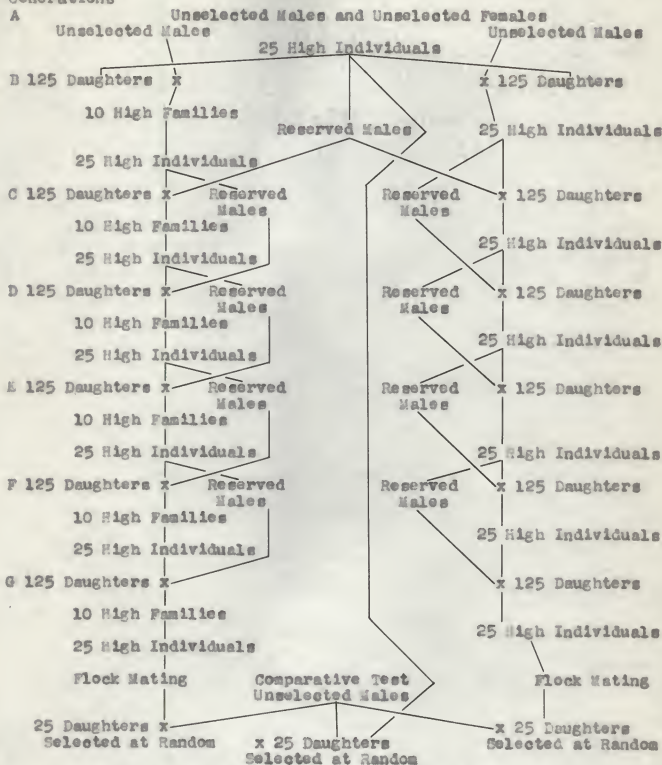 Generations
A Unselected Males and Unselected Females
Unselected Males Unselected Males
25 High Individuals
B 125 Daughters x x 125 Daughters
10 High Families
Reserved Males 25 High Individuals
25 High Individuals
C 125 Daughters x Reserved Males Reserved Males x 125 Daughters
10 High Families
25 High Individuals
25 High Individuals
D 125 Daughters x Reserved Males Reserved Males x 125 Daughters
10 High Families
25 High Individuals
25 High Individuals
E 125 Daughters x Reserved Males Reserved Males x 125 Daughters
10 High Families
25 High Individuals
25 High Individuals
F 125 Daughters x Reserved Males Reserved Males x 125 Daughters
10 High Families
25 High Individuals
25 High Individuals
G 125 Daughters x x 125 Daughters
10 High Families
25 High Individuals
25 High Individuals
Flock Mating Comparative Test Flock Mating
Unselected Males
25 Daughters x x 25 Daughters
Selected at Random x 25 Daughters Selected at Random
Selected at Random